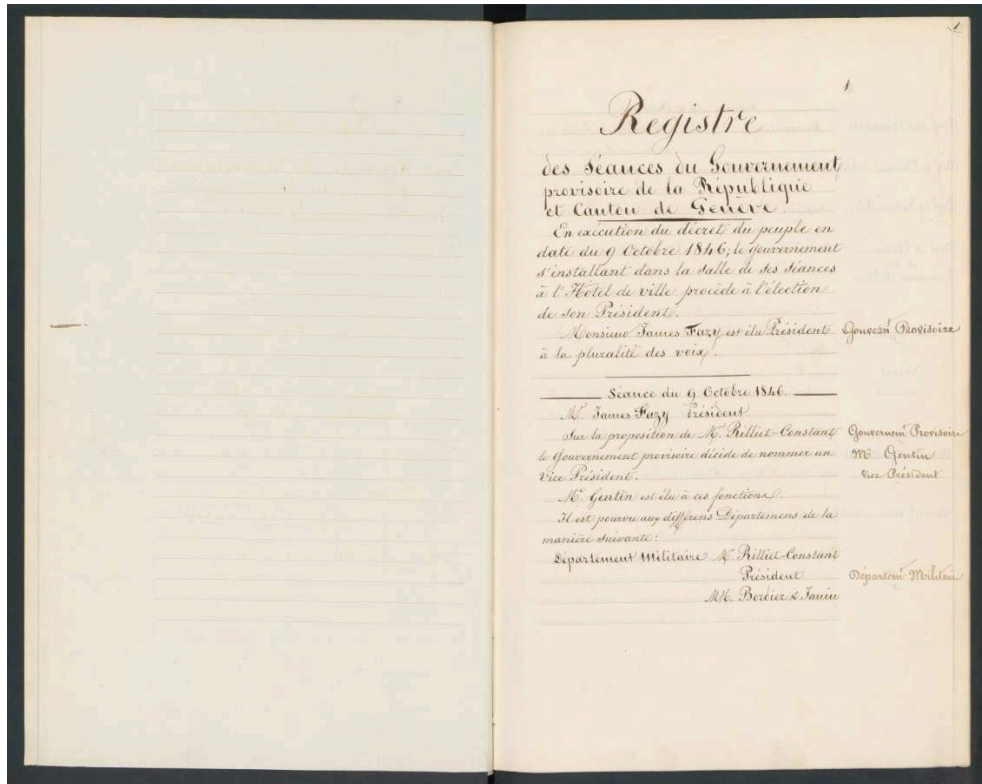 1
1
Registre
des Séances du Gouvernement
provisoire de la République
et Canton de Genève.
En exécution du décret du peuple en
date du 9 Octobre 1846; le gouvernement
s'installant dans la salle de ses séances
à l'Hôtel de ville procède à l'élection
de son Président.
Monsieur James Fazy est élu Président
à la pluralité des voix.
Gouvernt Provisoire
Séance du 9 Octobre 1846.
Mr. James Fazy Président
Sur la proposition de Mr. Rilliet-Constant
le Gouvernement provisoire décide de nommer un
Vice Président.
Mr. Gentin est élu à ces fonctions.
Gouvernemt Provisoire
Mr Gentin
Vice Président
Il est pourvu aux différens Départemens de la
manière suivante:
Département Militaire Mr. Rilliet-Constant
Président
MM. Bordier & Janin
Départemt Militaire